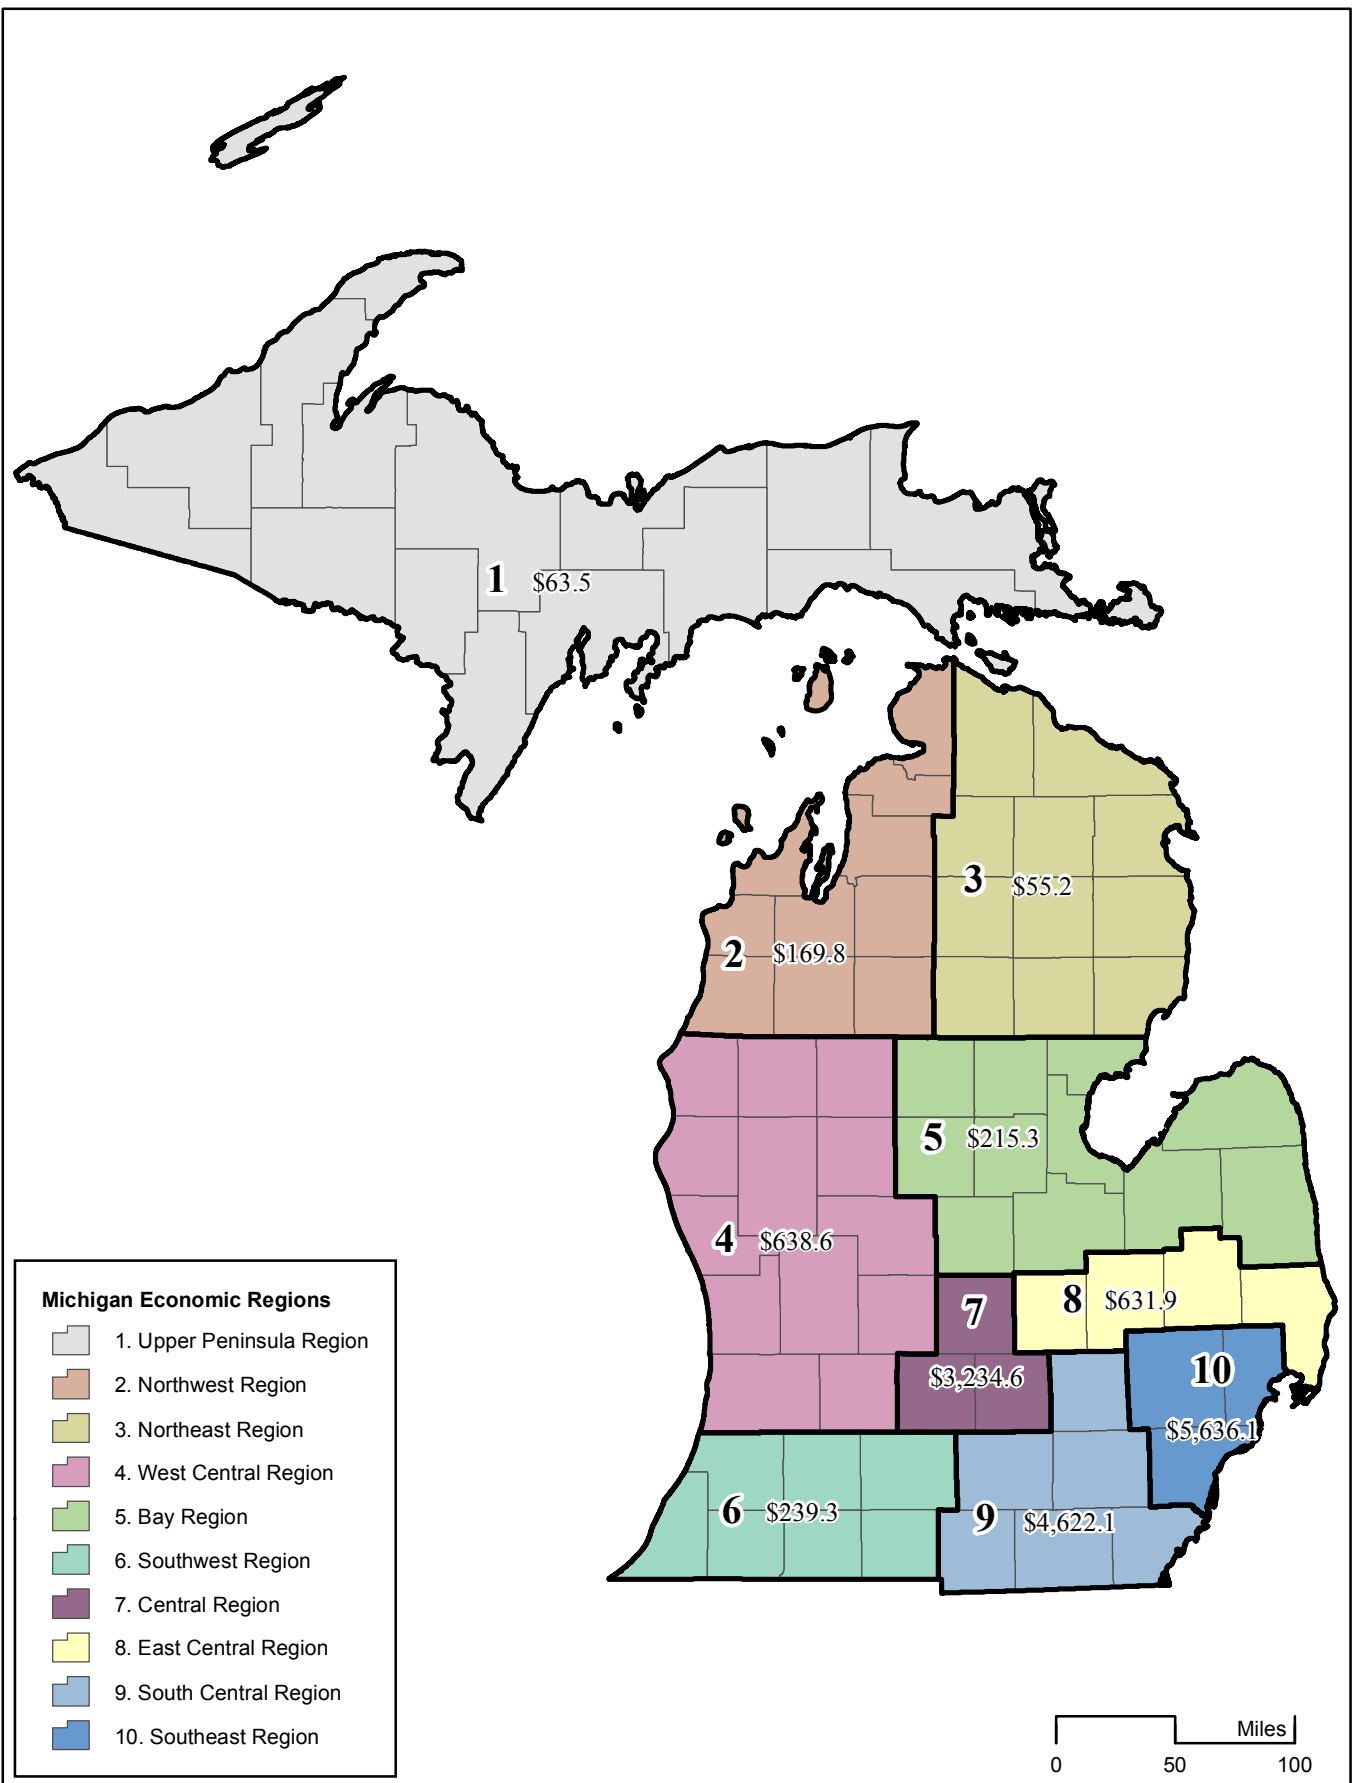 1 $63.5
3 $55.2
2 $169.8
5 $215.3
4 $638.6
7
8 $631.9
10
$3,234.6
$5,636.1
6 $239.3
9 $4,622.1
Michigan Economic Regions
1. Upper Peninsula Region
2. Northwest Region
3. Northeast Region
4. West Central Region
5. Bay Region
6. Southwest Region
7. Central Region
8. East Central Region
9. South Central Region
10. Southeast Region
Miles
0 50 100